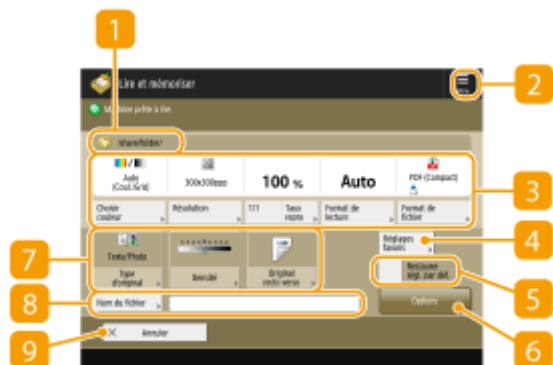 1
Lire et mémoriser
2
Machine prête à lire.
/share/folder/
Auto
(Coul./Gris)
300x300ppp
100 %
Auto
PDF (Compact)
3
Choisir
couleur
Résolution
1/1 Taux
repro
Format de
lecture
Format de
fichier
7
Texte/Photo
Type
d'original
Densité
Original
recto verso
Réglages
favoris
4
Restaurer
régl. par déf.
5
8
Nom du fichier
Options
9
Annuler
6